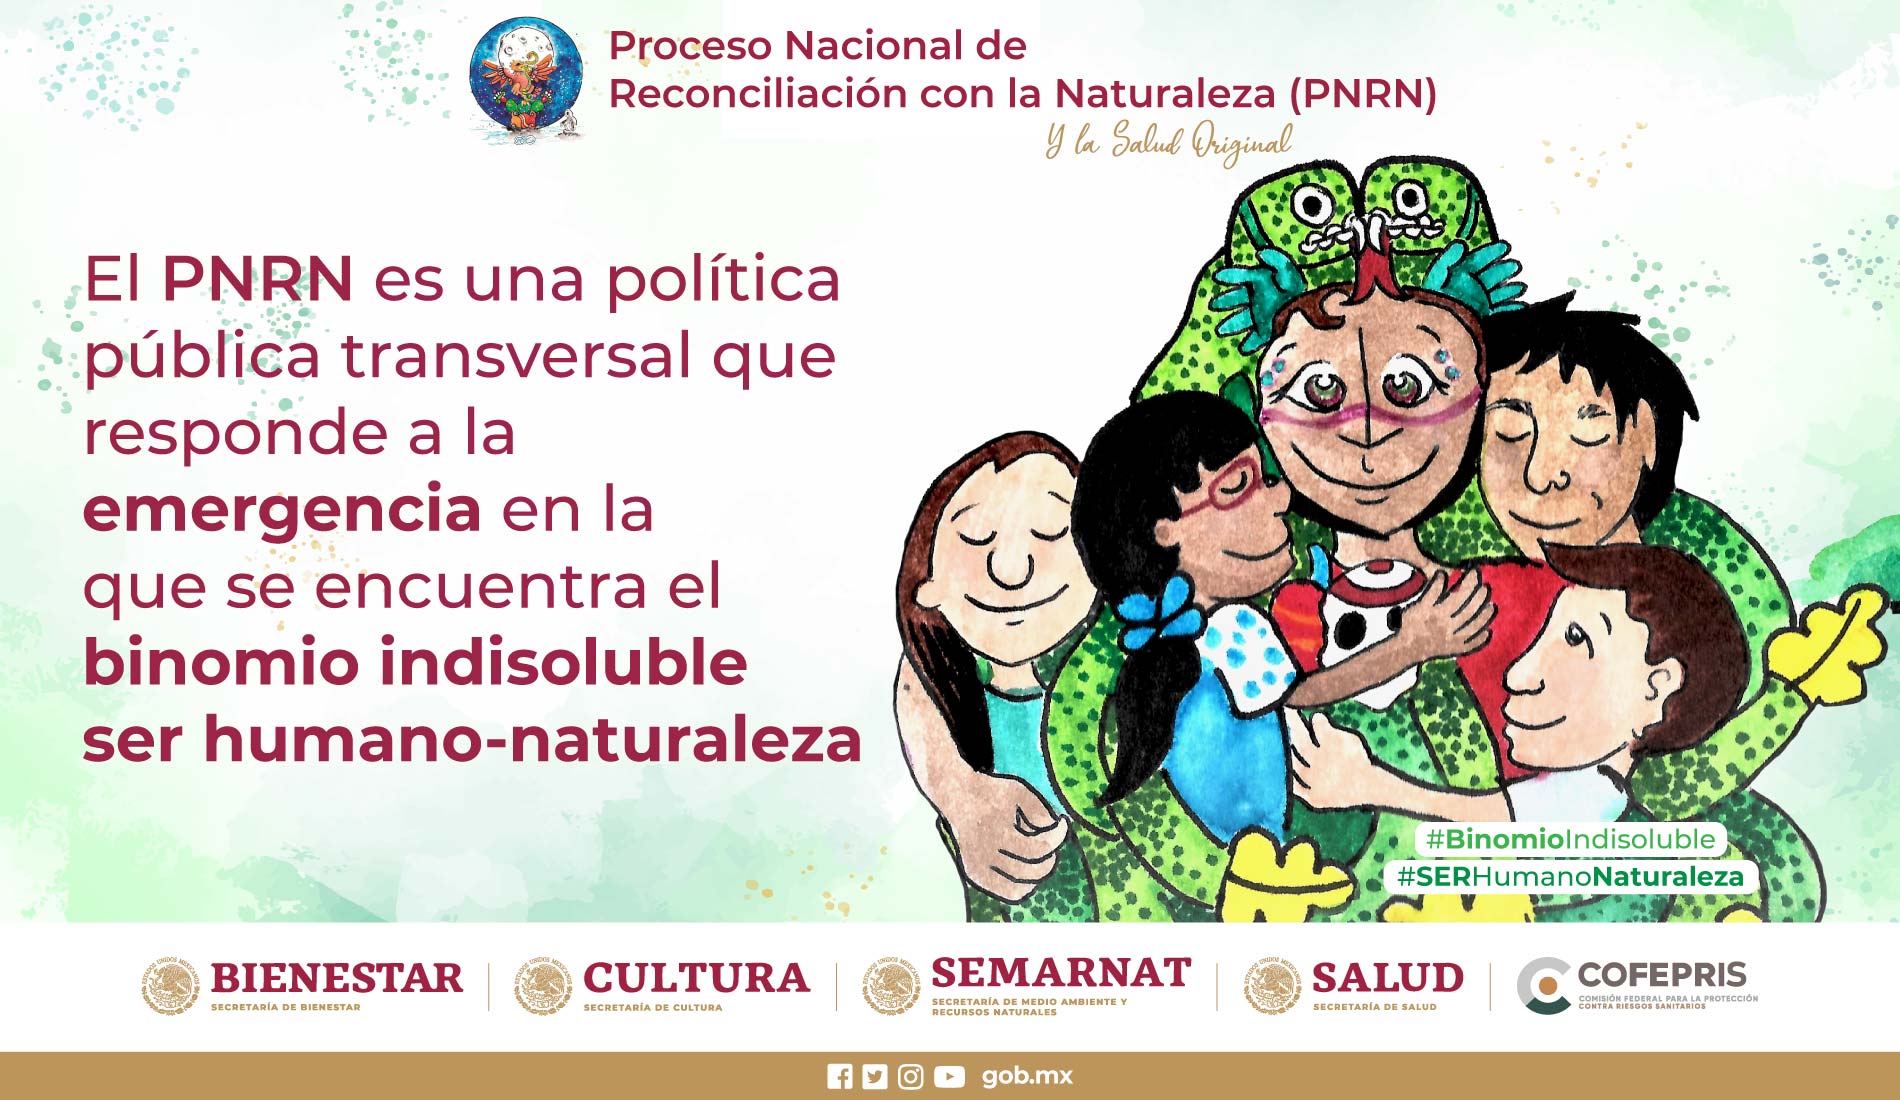 Proceso Nacional de
Reconciliación con la Naturaleza (PNRN)
Y la Salud Original
El PNRN es una política
pública transversal que
responde a la
emergencia en la
que se encuentra el
binomio indisoluble
ser humano-naturaleza
#BinomioIndisoluble
#SERHumanoNaturaleza
BIENESTAR
SECRETARÍA DE BIENESTAR
CULTURA
SECRETARÍA DE CULTURA
SEMARNAT
SECRETARÍA DE MEDIO AMBIENTE Y
RECURSOS NATURALES
SALUD
SECRETARÍA DE SALUD
COFEPRIS
COMISIÓN FEDERAL PARA LA PROTECCIÓN
CONTRA RIESGOS SANITARIOS
gob.mx